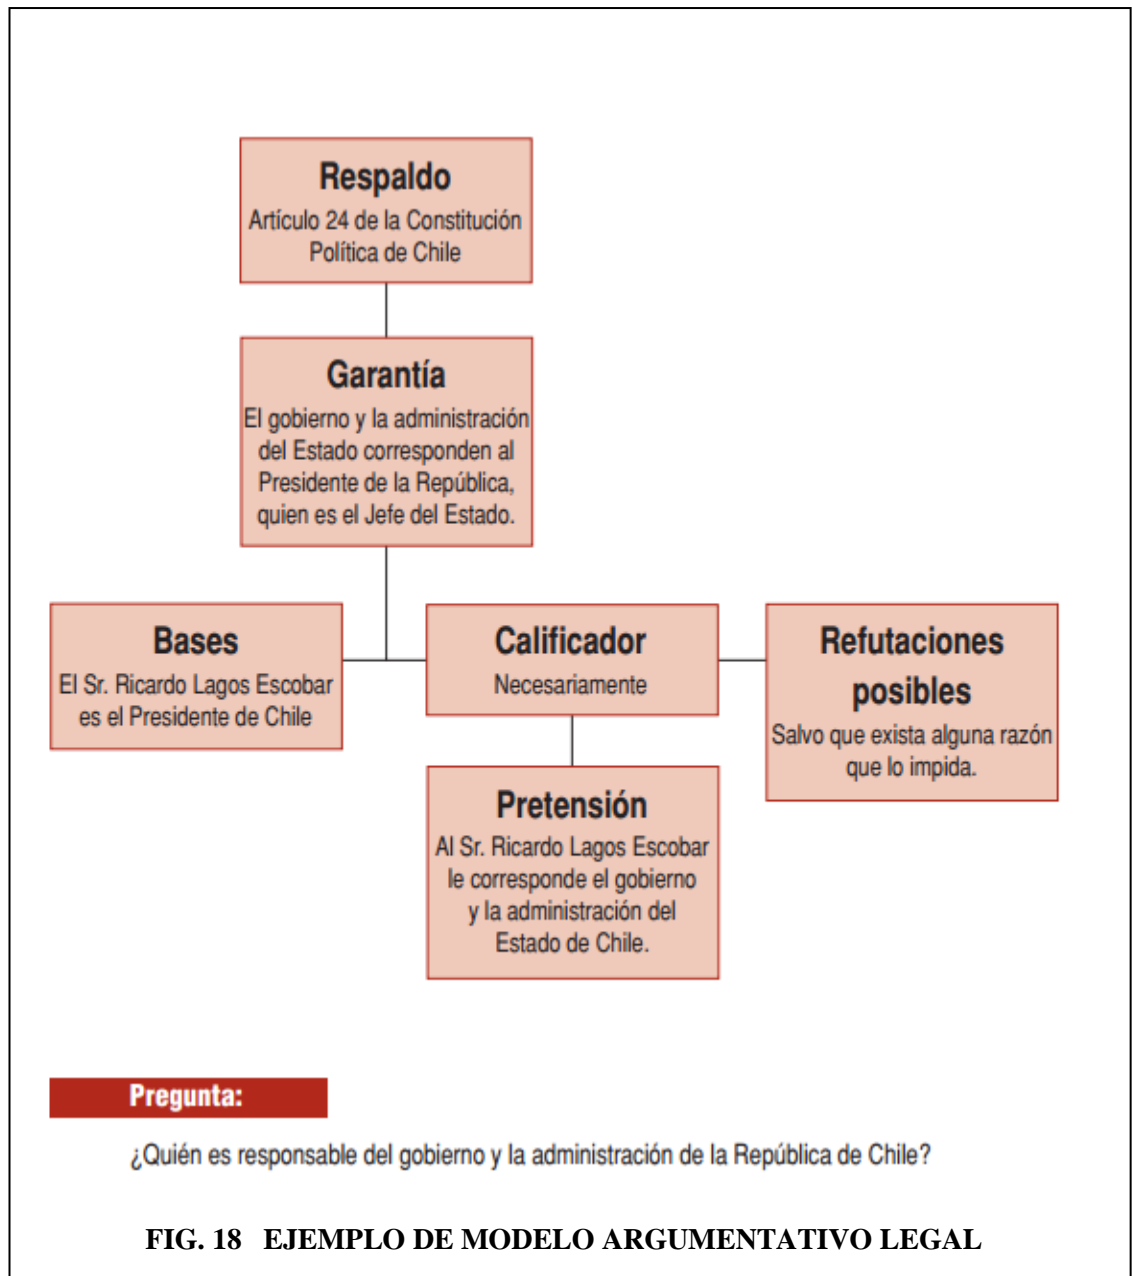 Respaldo
Artículo 24 de la Constitución
Política de Chile
Garantía
El gobierno y la administración
del Estado corresponden al
Presidente de la República,
quien es el Jefe del Estado.
Bases
El Sr. Ricardo Lagos Escobar
es el Presidente de Chile
Calificador
Necesariamente
Refutaciones
posibles
Salvo que exista alguna razón
que lo impida.
Pretensión
Al Sr. Ricardo Lagos Escobar
le corresponde el gobierno
y la administración del
Estado de Chile.
Pregunta:
¿Quién es responsable del gobierno y la administración de la República de Chile?
FIG. 18 EJEMPLO DE MODELO ARGUMENTATIVO LEGAL